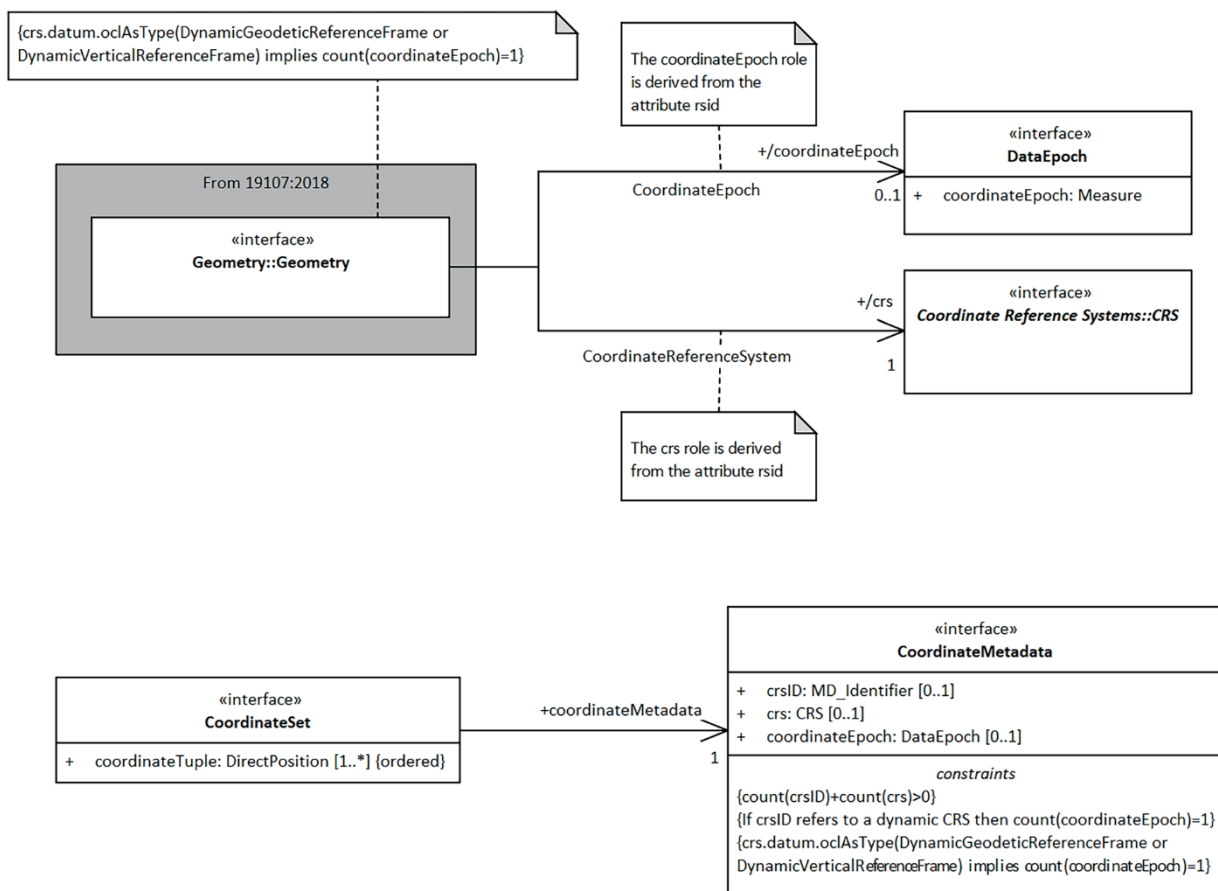 {crs.datum.oclAsType(DynamicGeodeticReferenceFrame or
DynamicVerticalReferenceFrame) implies count(coordinateEpoch)=1}
The coordinateEpoch role
is derived from the
attribute rsid
From 19107:2018
«interface»
Geometry::Geometry
+/coordinateEpoch
CoordinateEpoch
0..1
«interface»
DataEpoch
+ coordinateEpoch: Measure
+/crs
CoordinateReferenceSystem
1
«interface»
Coordinate Reference Systems::CRS
The crs role is derived
from the attribute rsid
«interface»
CoordinateSet
+ coordinateTuple: DirectPosition [1..*] {ordered}
+coordinateMetadata
1
«interface»
CoordinateMetadata
+ crsID: MD_Identifier [0..1]
+ crs: CRS [0..1]
+ coordinateEpoch: DataEpoch [0..1]
constraints
{count(crsID)+count(crs)>0}
{If crsID refers to a dynamic CRS then count(coordinateEpoch)=1}
{crs.datum.oclAsType(DynamicGeodeticReferenceFrame or
DynamicVerticalReferenceFrame) implies count(coordinateEpoch)=1}